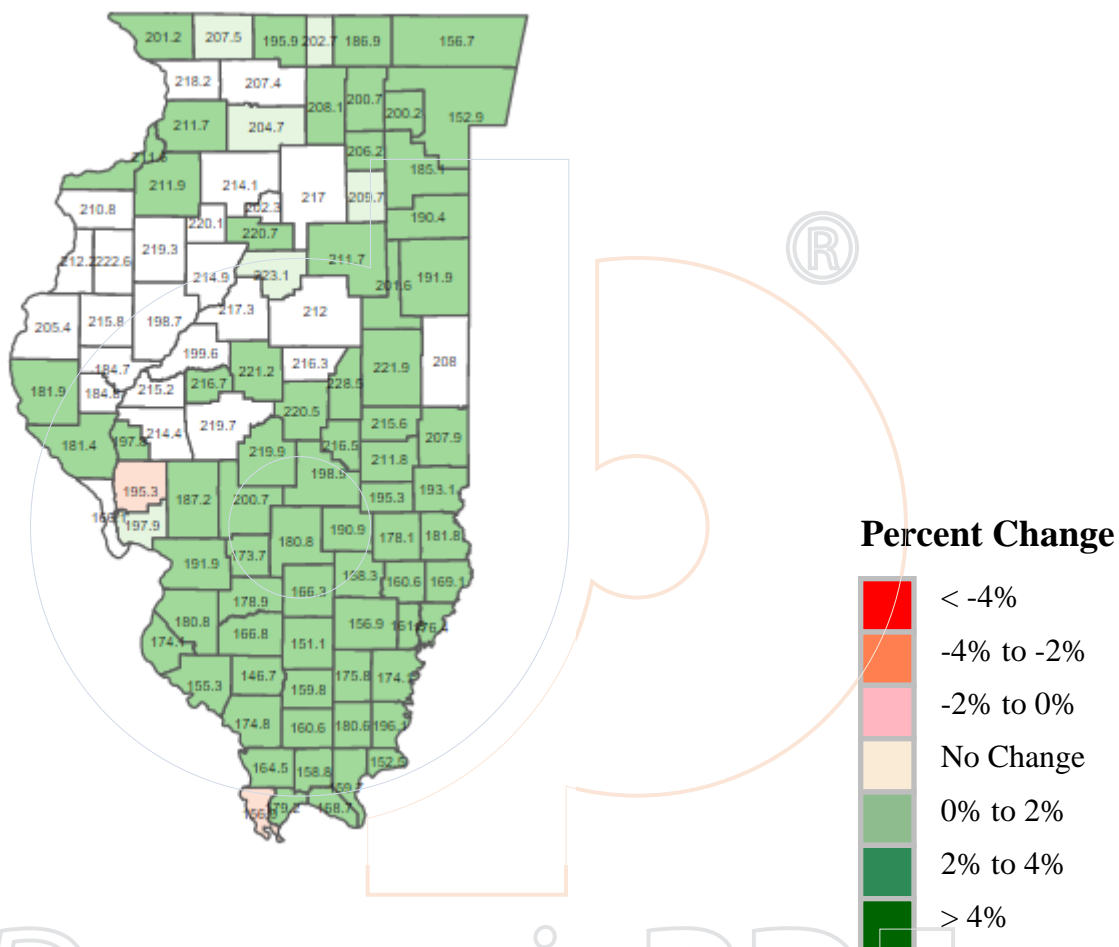 201.2 207.5 195.9 202.7 186.9 156.7
218.2 207.4 208.1 200.7 200.2 152.9
211.7 204.7 206.2 185.1
211.9 214.1 217 209.7
210.8 202.3 190.4
220.1 220.7
212.2 222.6 219.3 214.9 223.1 211.7 201.6 191.9
205.4 215.8 198.7 217.3 212
199.6 216.3 221.9 208
181.9 184.7 215.2 216.7 221.2 228.5
220.5
181.4 197.8 214.4 219.7 216.5 215.6 207.9
219.9 211.8
195.3 187.2 200.7 198.5 195.3 193.1
197.9 180.8 190.9 178.1 181.8
191.9 173.7
178.9 166.3 160.6 169.1
180.8 166.8 156.9
174.1 151.1
155.3 146.7 159.8 175.8 174.
174.8 160.6 180.6 196.1
164.5 158.8 152.
179.2 168.7
®
Percent Change
< -4%
-4% to -2%
-2% to 0%
No Change
0% to 2%
2% to 4%
> 4%